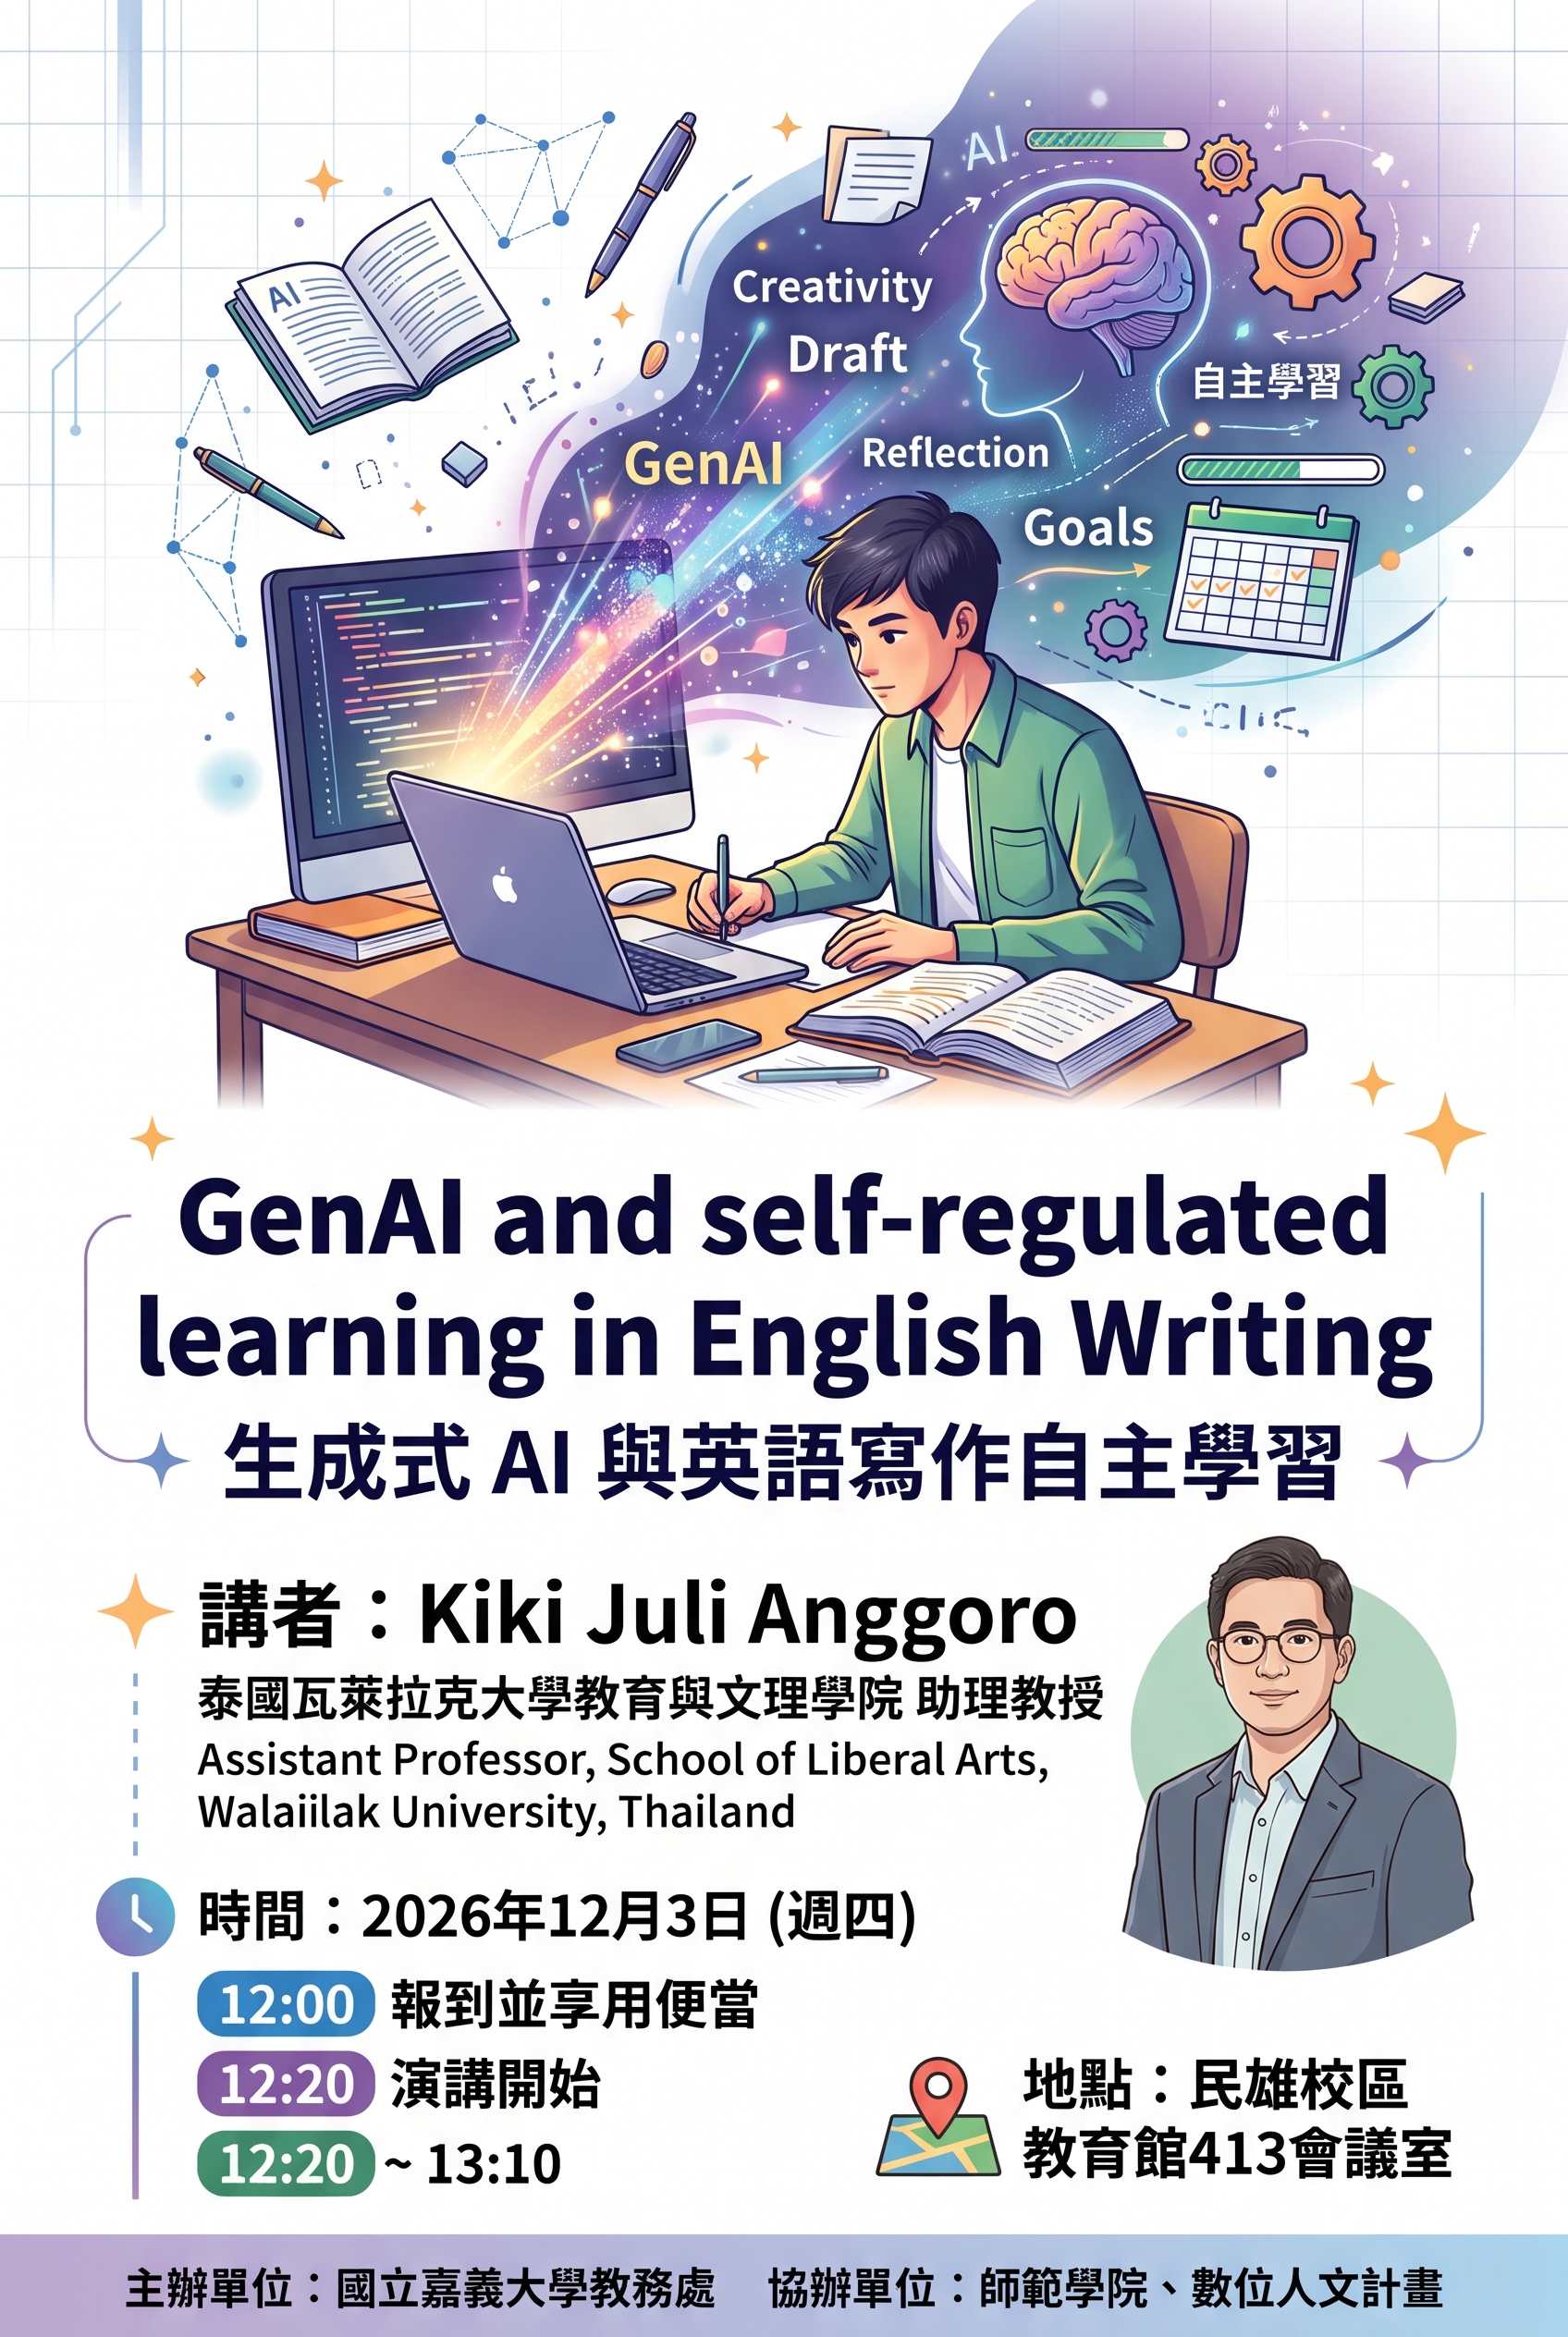 AI
AI
Creativity
Draft
自主學習
GenAI
Reflection
Goals
GenAI and self-regulated
learning in English Writing
生成式 AI 與英語寫作自主學習
講者：Kiki Juli Anggoro
泰國瓦萊拉克大學教育與文理學院 助理教授
Assistant Professor, School of Liberal Arts,
Walaiilak University, Thailand
時間：2026年12月3日 (週四)
12:00 報到並享用便當
12:20 演講開始
12:20 ~ 13:10
地點：民雄校區
教育館413會議室
主辦單位：國立嘉義大學教務處 協辦單位：師範學院、數位人文計畫